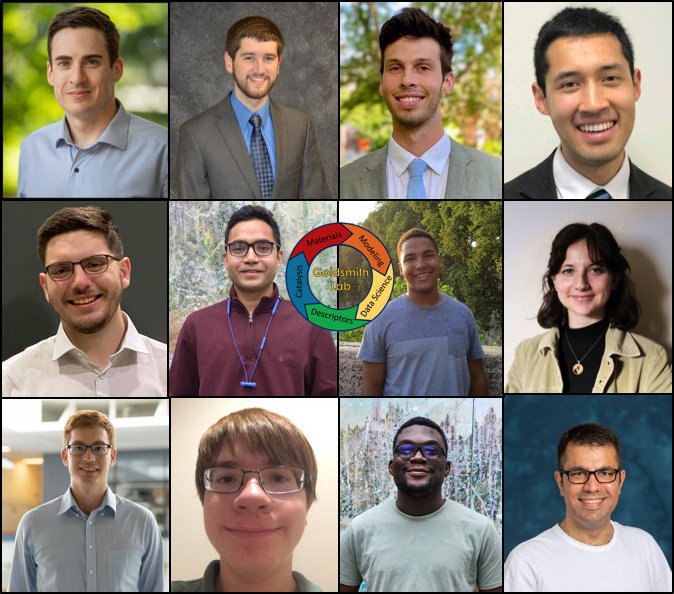 Materials
Modeling
Catalysis
Goldsmith
Lab
Data Science
Descriptors